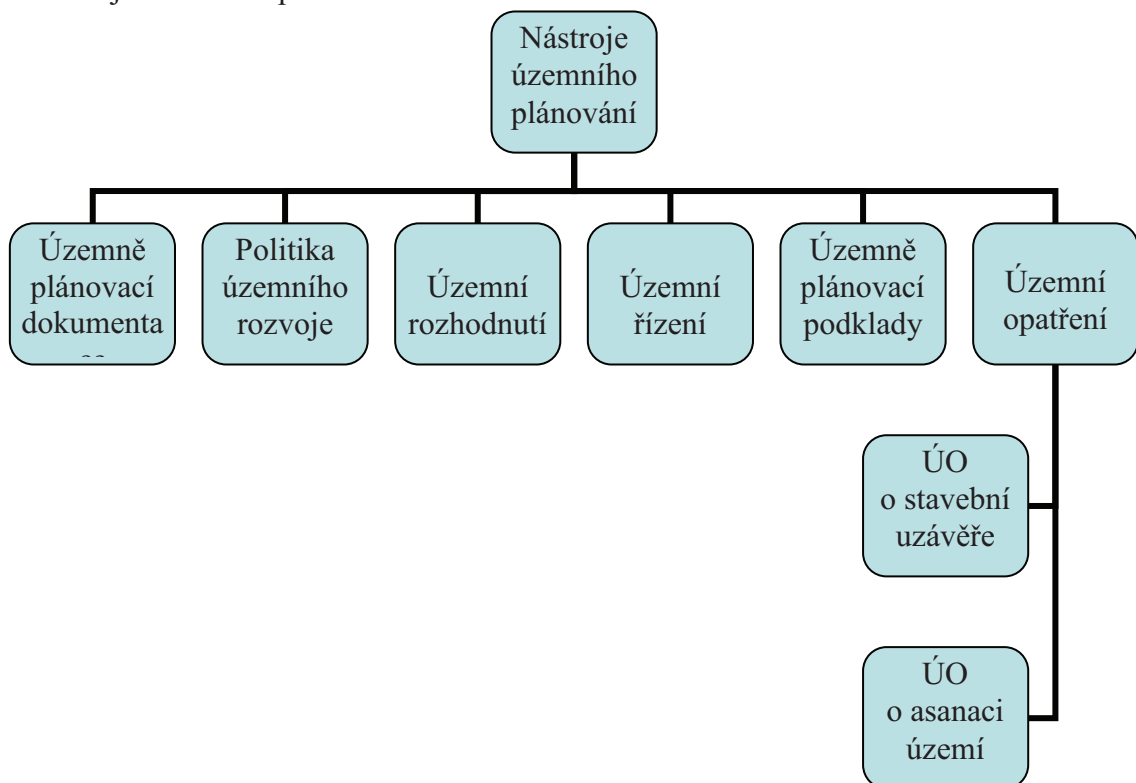 Nástroje
územního
plánování
Územně
plánovací
dokumenta
Politika
územního
rozvoje
Územní
rozhodnutí
Územní
řízení
Územně
plánovací
podklady
Územní
opatření
ÚO
o stavební
uzávěře
ÚO
o asanaci
území